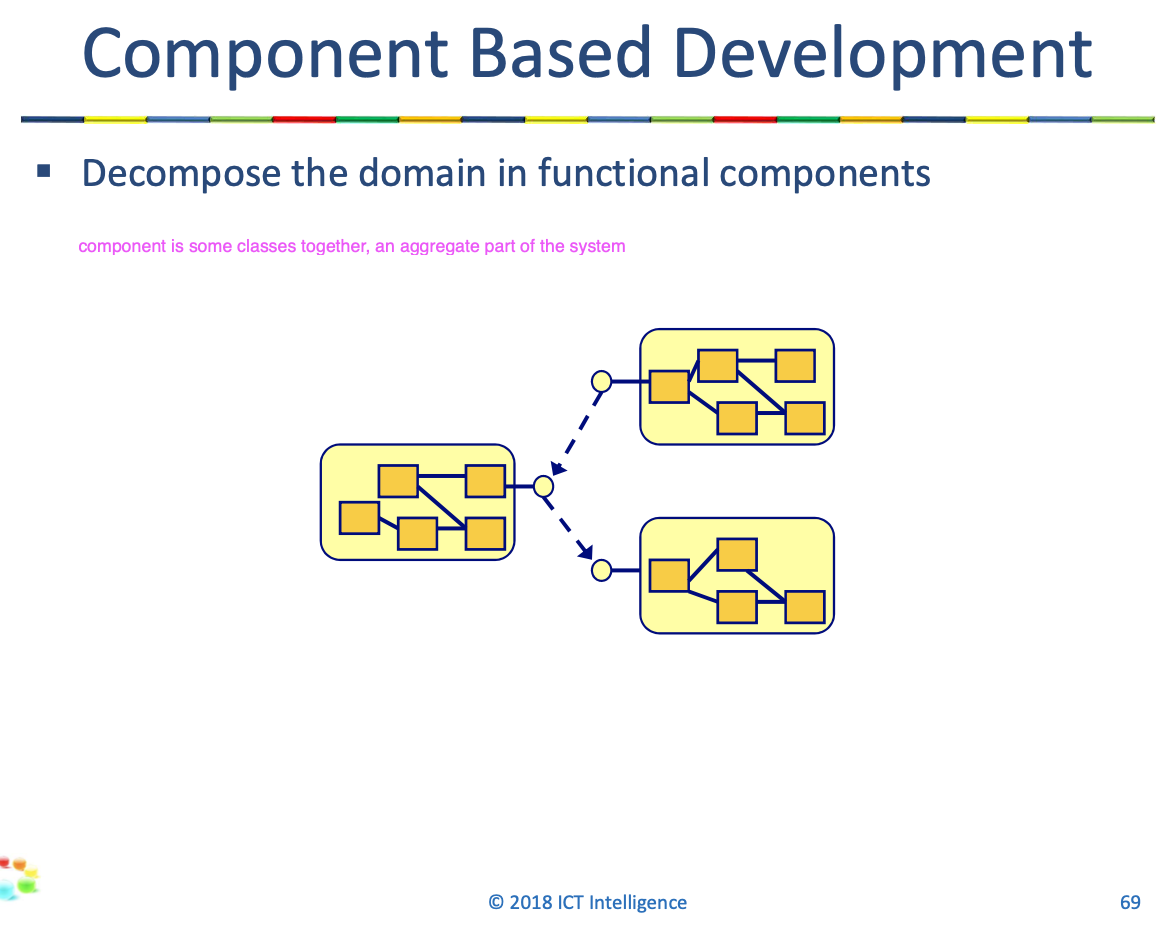 Component Based Development
▪ Decompose the domain in functional components
component is some classes together, an aggregate part of the system
© 2018 ICT Intelligence
69